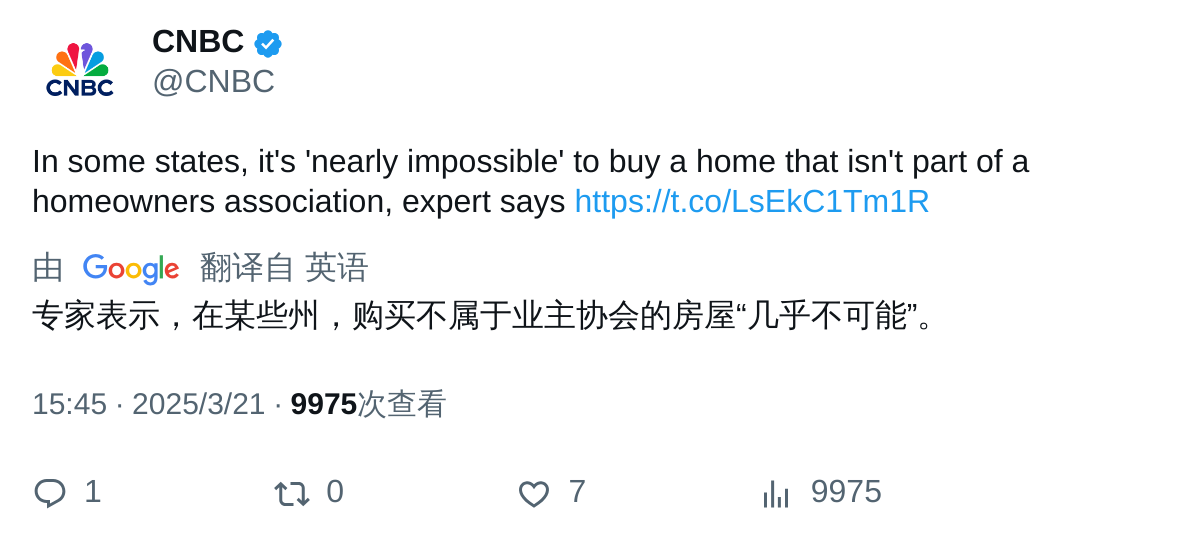 CNBC
CNBC
@CNBC
In some states, it's 'nearly impossible' to buy a home that isn't part of a
homeowners association, expert says https://t.co/LsEkC1Tm1R
由 Google 翻译自 英语
专家表示，在某些州，购买不属于业主协会的房屋“几乎不可能”。
15:45 · 2025/3/21 · 9975次查看
1 0 7 9975